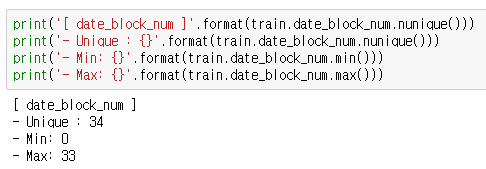 print('[ date_block_num ]'.format(train.date_block_num.nunique()))
print('- Unique : {}'.format(train.date_block_num.nunique()))
print('- Min: {}'.format(train.date_block_num.min()))
print('- Max: {}'.format(train.date_block_num.max()))
[ date_block_num ]
- Unique : 34
- Min: 0
- Max: 33